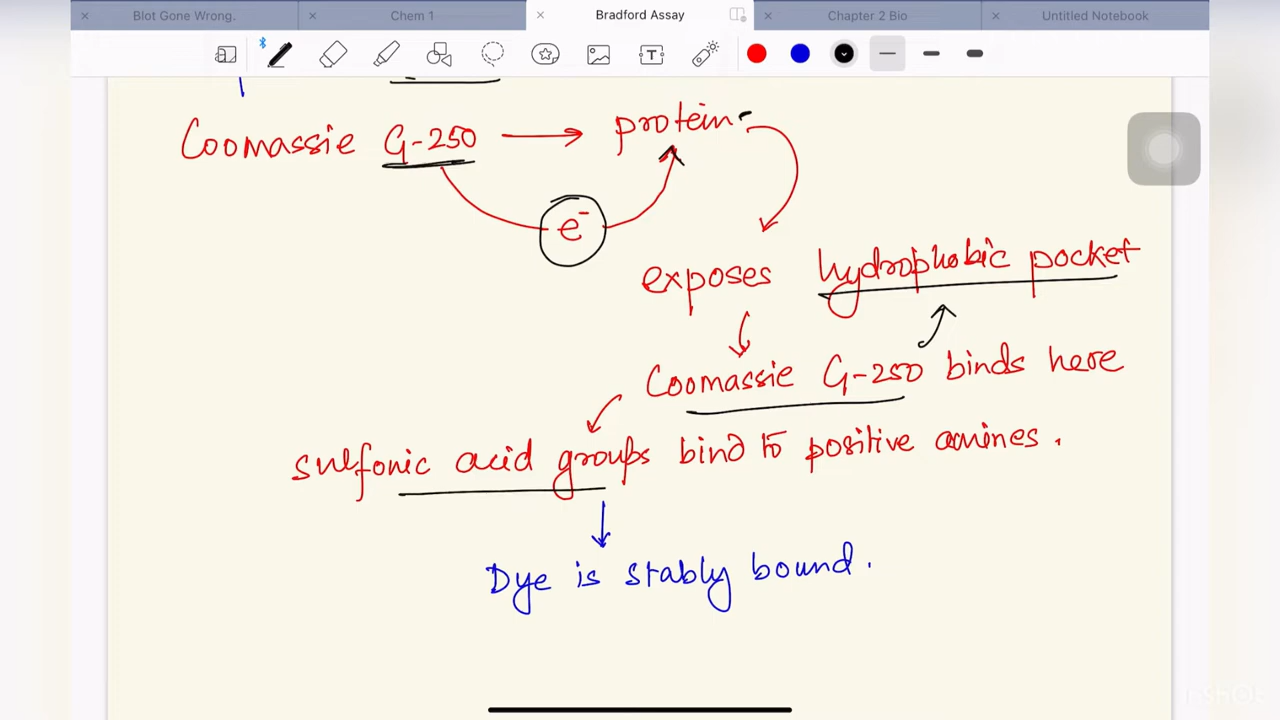 Blot Gone Wrong. Chem 1 Bradford Assay Chapter 2 Bio Untitled Notebook
Coomassie G-250 → protein
e⁻
exposes hydrophobic pocket
Coomassie G-250 binds here
sulfonic acid groups bind to positive amines.
Dye is stably bound.